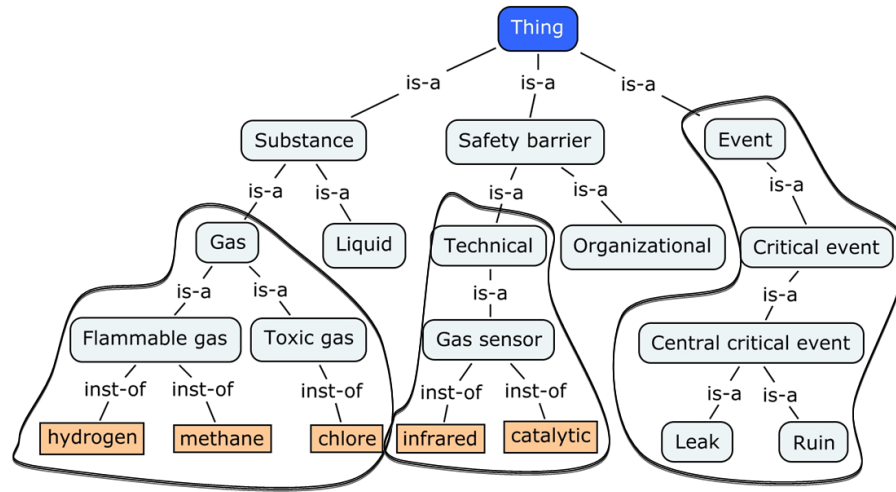 Thing
is-a is-a is-a
Substance Safety barrier Event
is-a is-a is-a is-a is-a
Gas Liquid Technical Organizational Critical event
is-a is-a is-a is-a
Flammable gas Toxic gas Gas sensor Central critical event
inst-of inst-of inst-of inst-of inst-of is-a is-a
hydrogen methane chlore infrared catalytic Leak Ruin